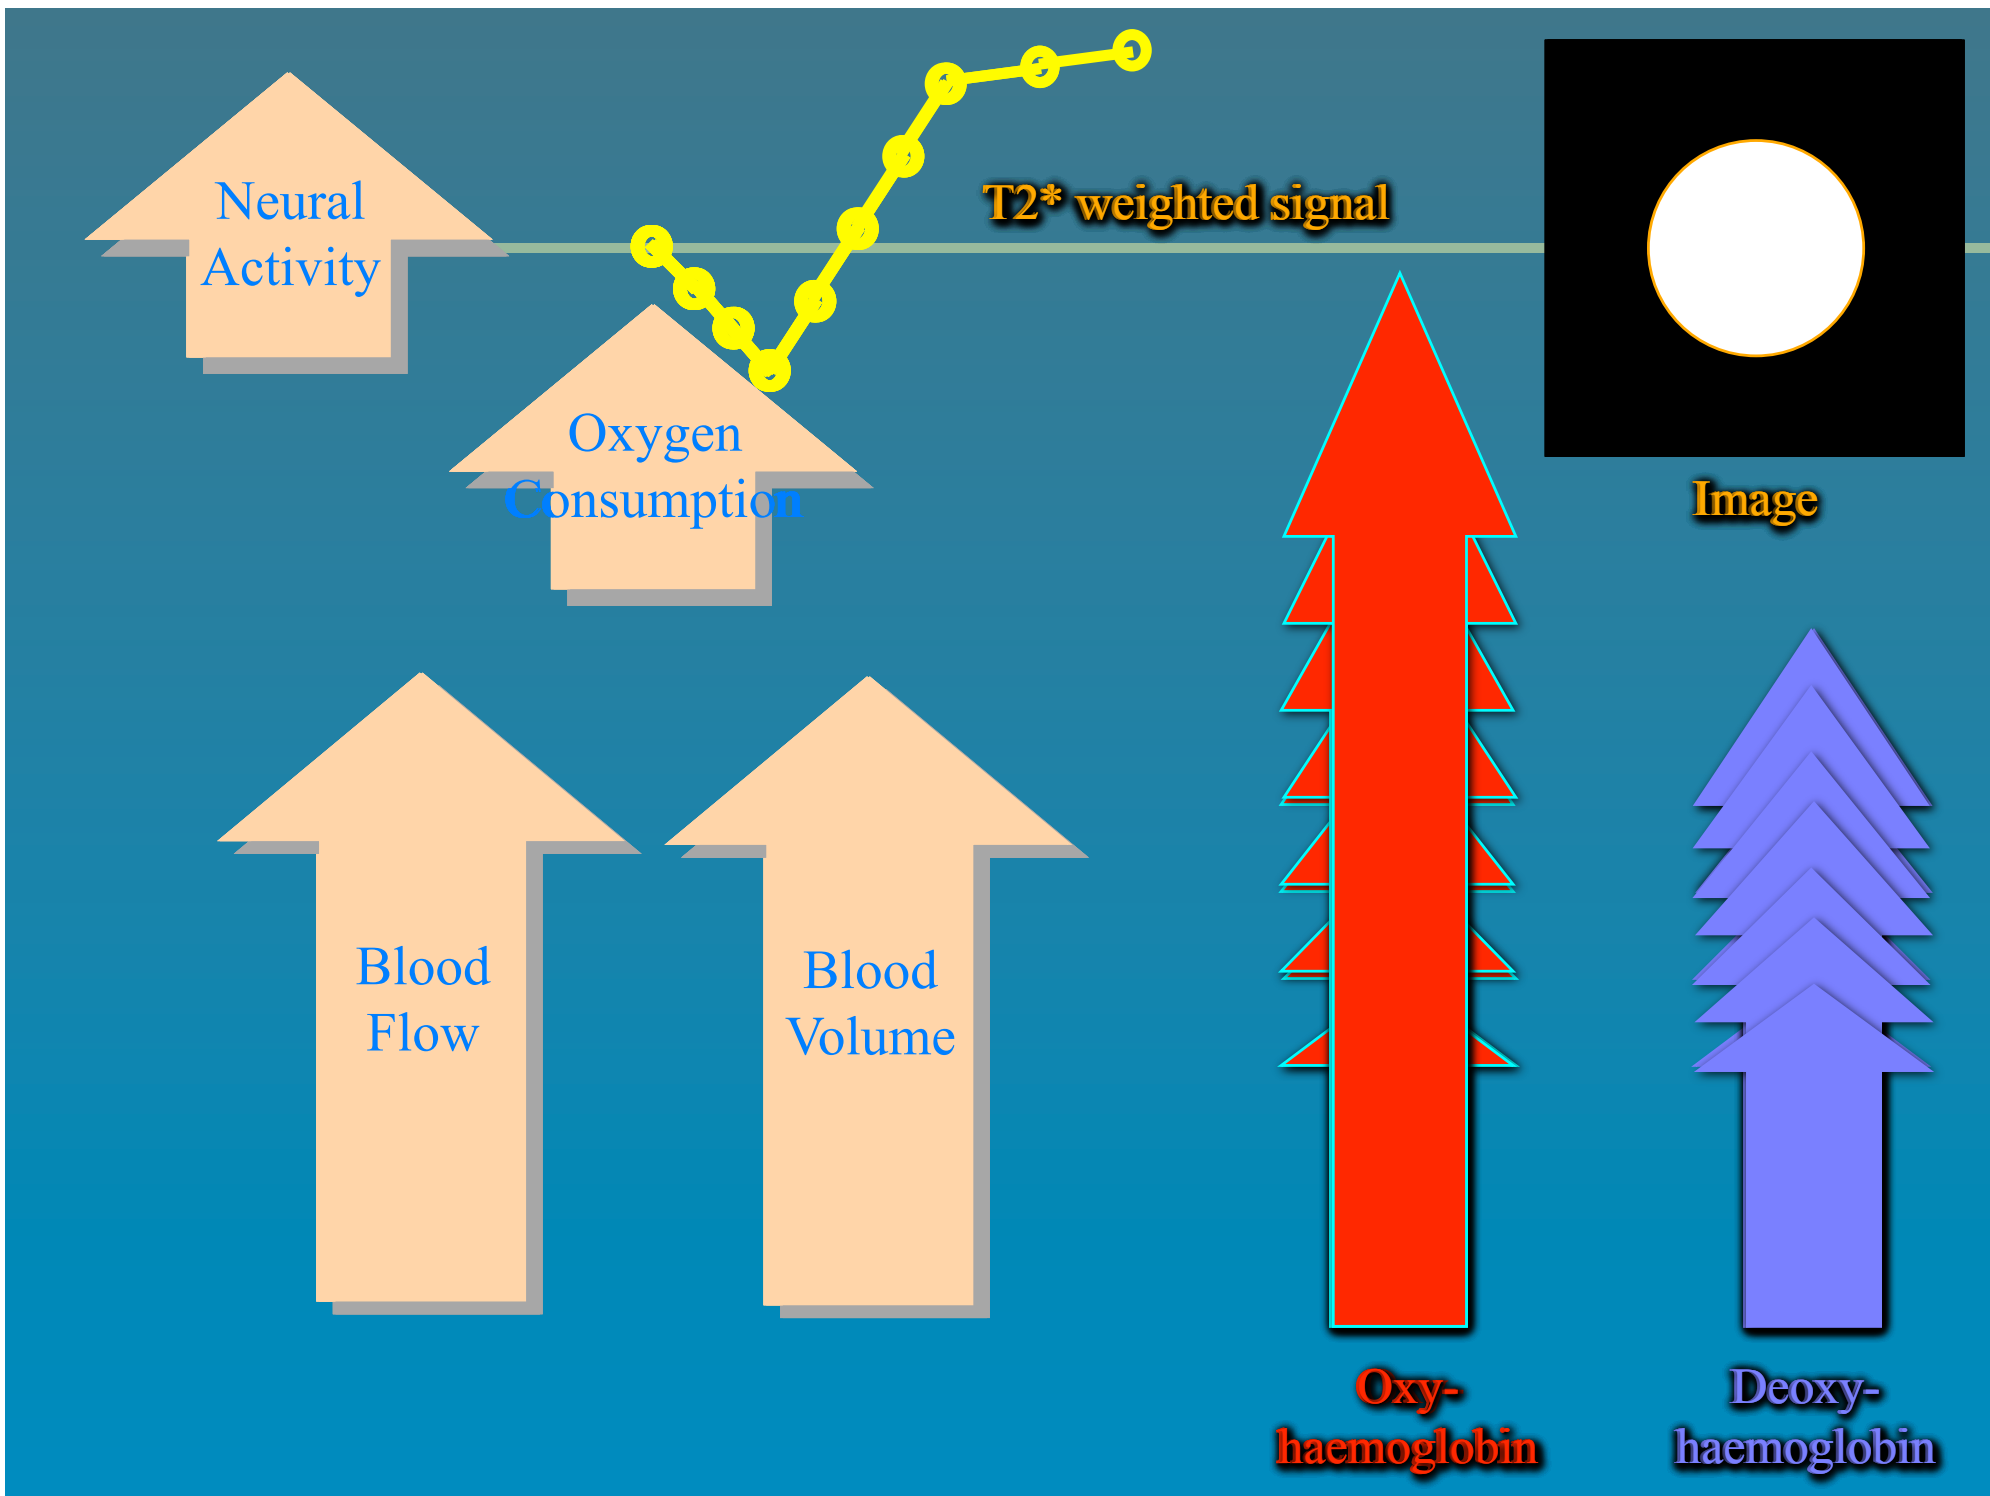 Neural
Activity
T2* weighted signal
Oxygen
Consumption
Image
Blood
Flow
Blood
Volume
Oxy-
haemoglobin
Deoxy-
haemoglobin